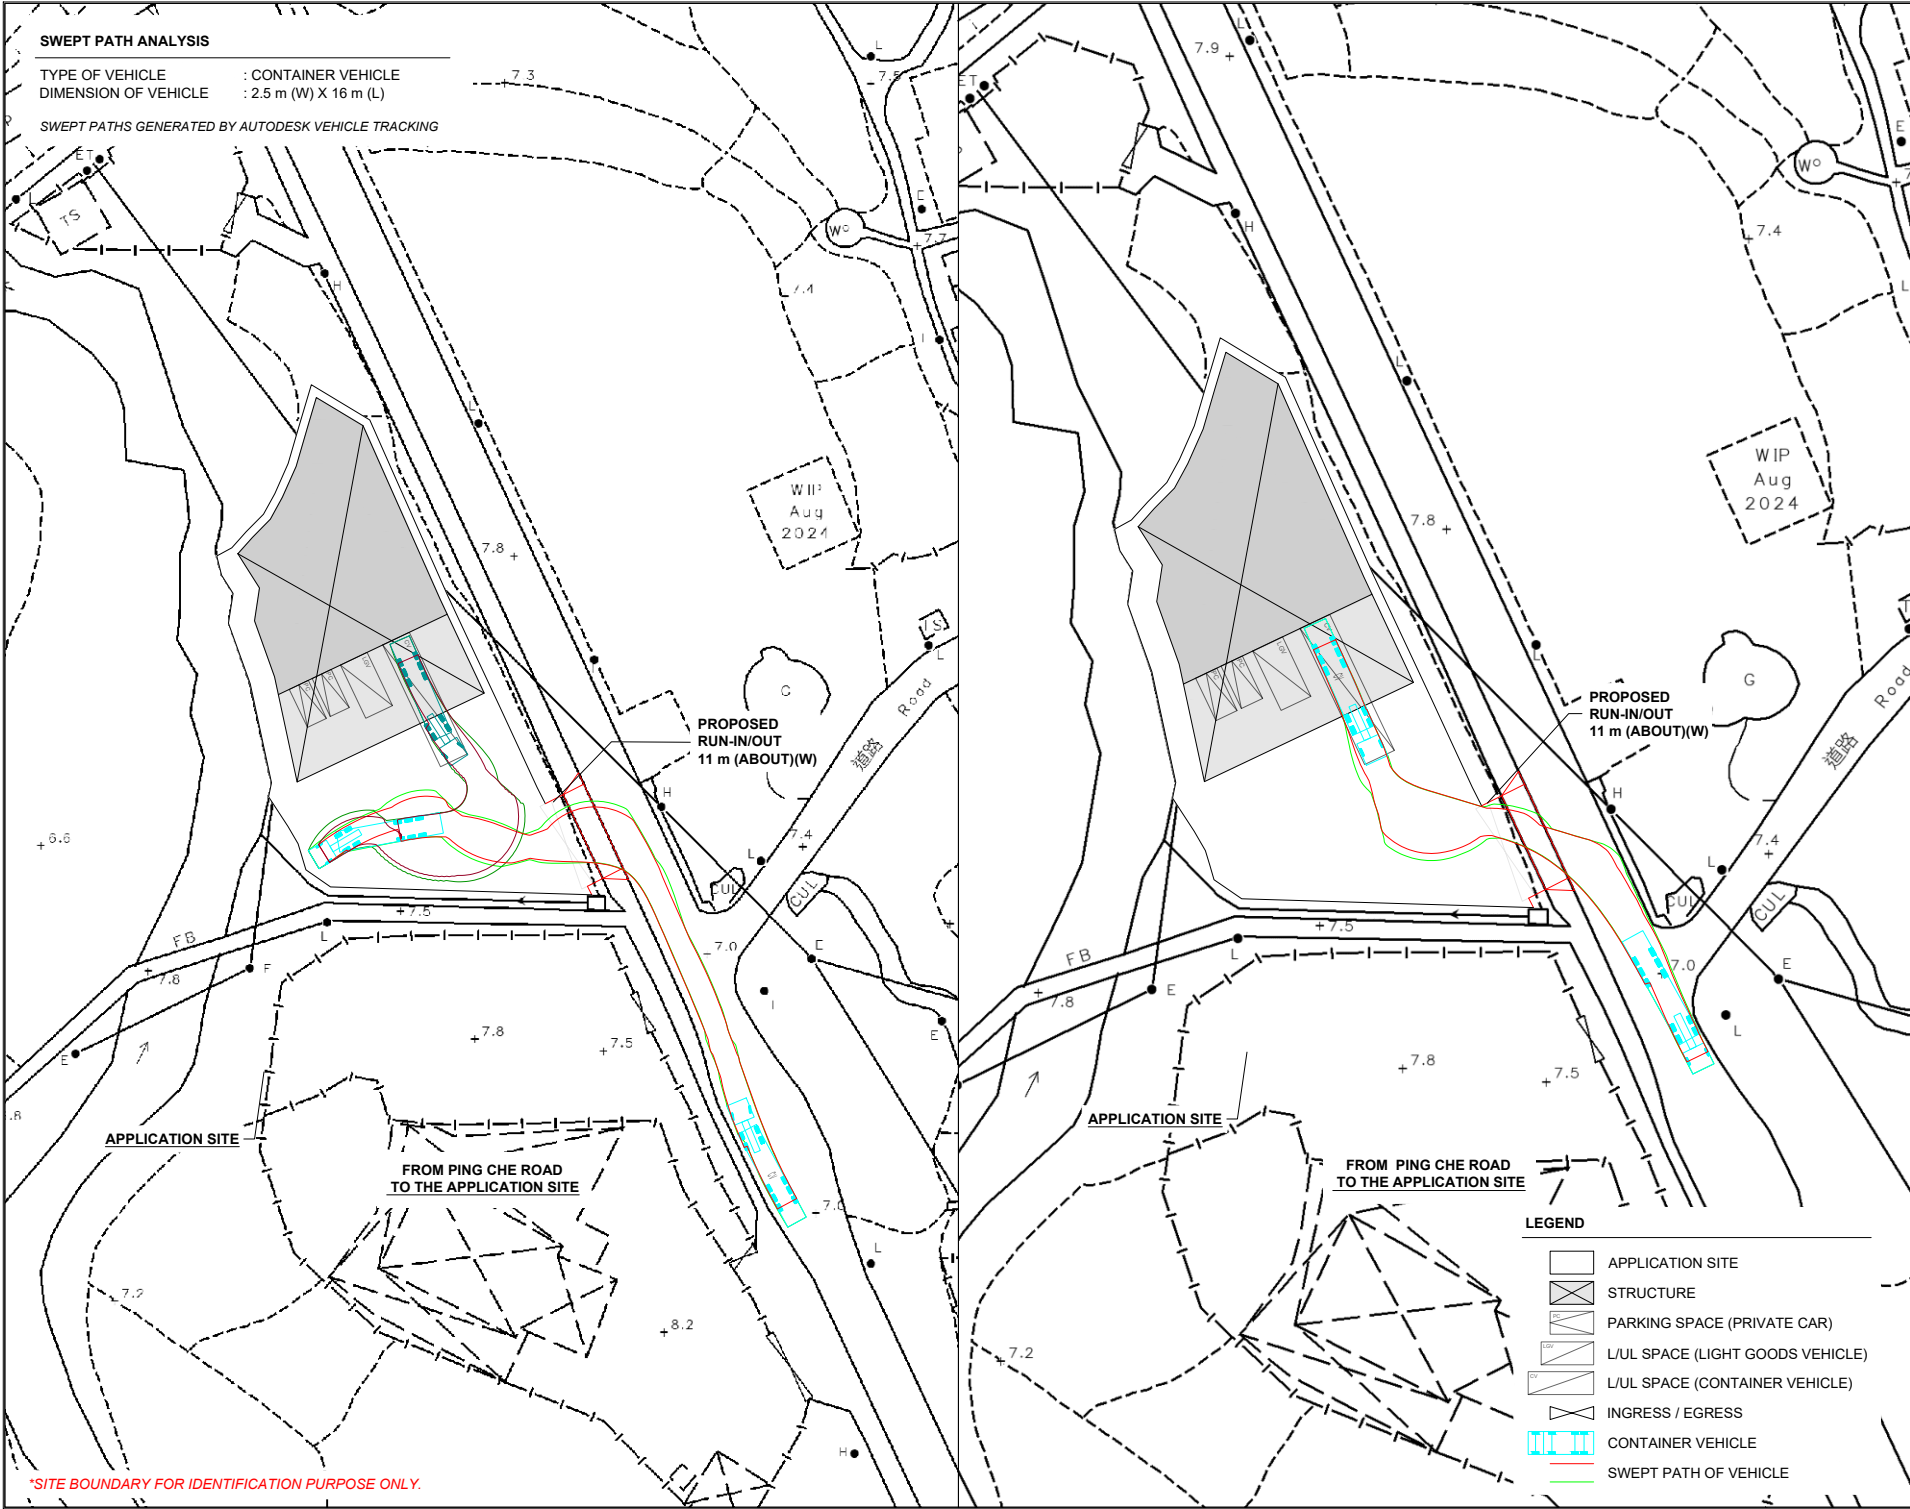 SWEPT PATH ANALYSIS
TYPE OF VEHICLE : CONTAINER VEHICLE
DIMENSION OF VEHICLE : 2.5 m (W) X 16 m (L)
SWEPT PATHS GENERATED BY AUTODESK VEHICLE TRACKING
7.3
L
7.5
ET
TS
E
W
7.7
H
7.4
L
WIP
Aug
2024
7.8
TS
L
Road
道路
PROPOSED
RUN-IN/OUT
11 m (ABOUT)(W)
H
7.4
L
6.6
CUL
CUL
7.5
FB
L
7.8
7.0
E
E
E
7.8
7.5
APPLICATION SITE
FROM PING CHE ROAD
TO THE APPLICATION SITE
L
7.2
8.2
H
*SITE BOUNDARY FOR IDENTIFICATION PURPOSE ONLY.
7.9
L
ET
E
W
H
7.4
L
L
WIP
Aug
2024
7.8
L
G
Road
道路
PROPOSED
RUN-IN/OUT
11 m (ABOUT)(W)
H
7.4
L
CUL
CUL
7.5
FB
L
7.8
E
7.0
E
L
7.8
7.5
APPLICATION SITE
FROM PING CHE ROAD
TO THE APPLICATION SITE
7.2
LEGEND
APPLICATION SITE
STRUCTURE
PC
PARKING SPACE (PRIVATE CAR)
LGV
L/UL SPACE (LIGHT GOODS VEHICLE)
CV
L/UL SPACE (CONTAINER VEHICLE)
INGRESS / EGRESS
CONTAINER VEHICLE
SWEPT PATH OF VEHICLE